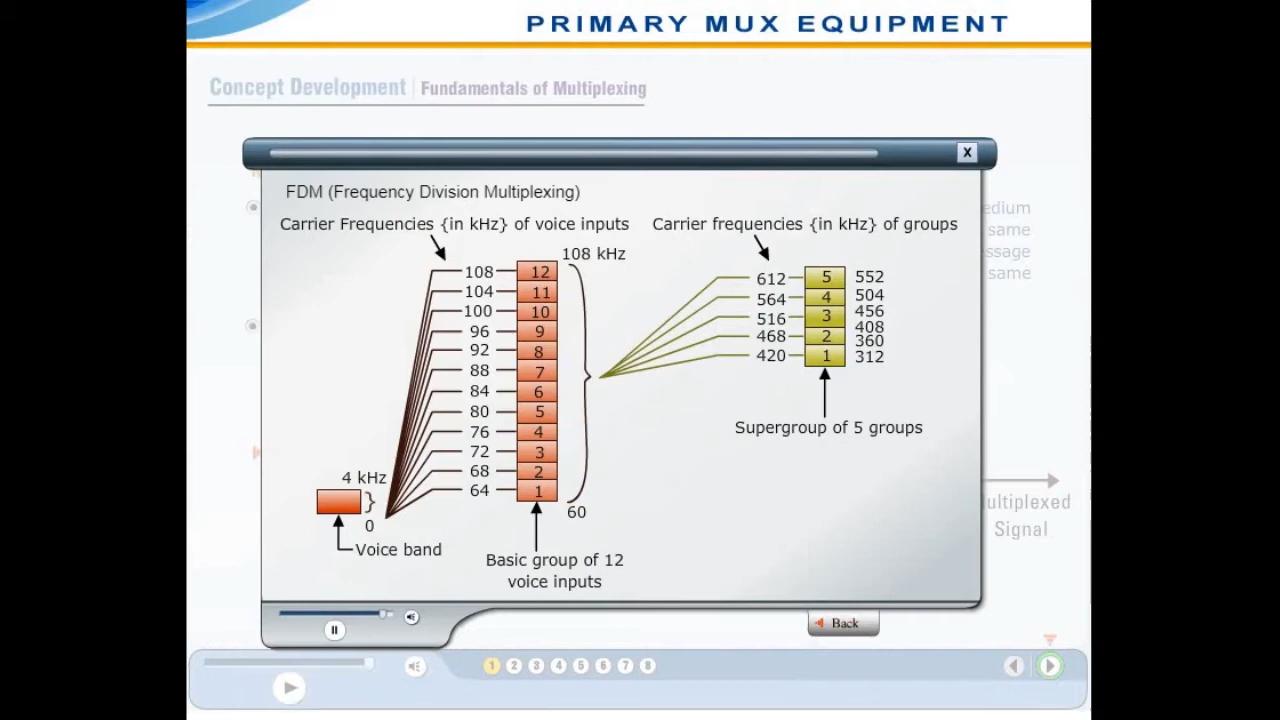 PRIMARY MUX EQUIPMENT
Concept Development | Fundamentals of Multiplexing
X
FDM (Frequency Division Multiplexing)
Carrier Frequencies {in kHz} of voice inputs
Carrier frequencies {in kHz} of groups
108 kHz
108 12
104 11
100 10
96 9
92 8
88 7
84 6
80 5
76 4
72 3
68 2
64 1
60
612 5 552
564 4 504
516 3 456
408
468 2 360
420 1 312
Supergroup of 5 groups
4 kHz
0
Voice band
Basic group of 12
voice inputs
edium
same
ssage
same
ultiplexed
Signal
Back
1 2 3 4 5 6 7 8